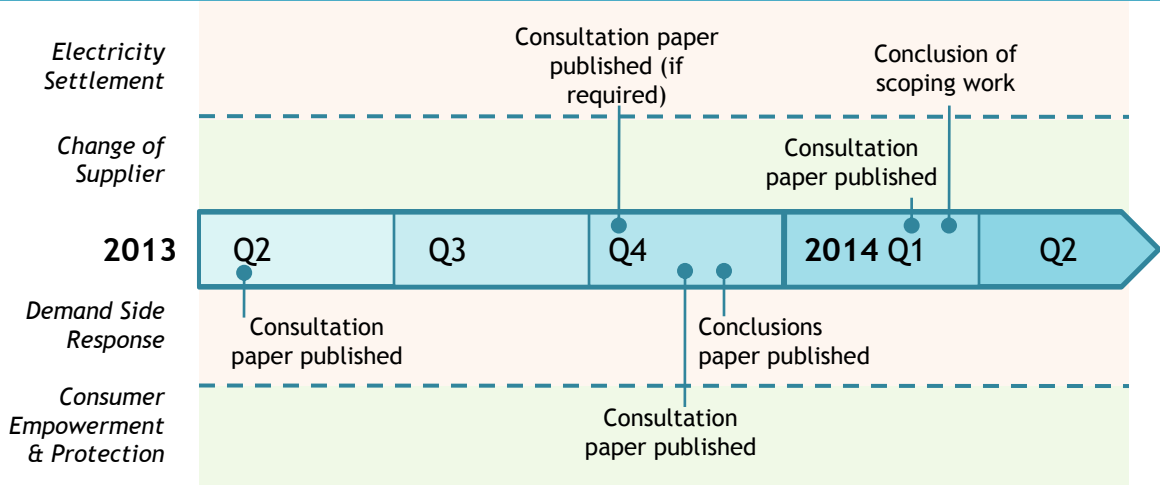 Electricity
Settlement
Consultation paper
published (if
required)
Conclusion of
scoping work
Change of
Supplier
Consultation
paper published
2013
Q2
Q3
Q4
2014 Q1
Q2
Demand Side
Response
Consultation
paper published
Conclusions
paper published
Consumer
Empowerment
& Protection
Consultation
paper published